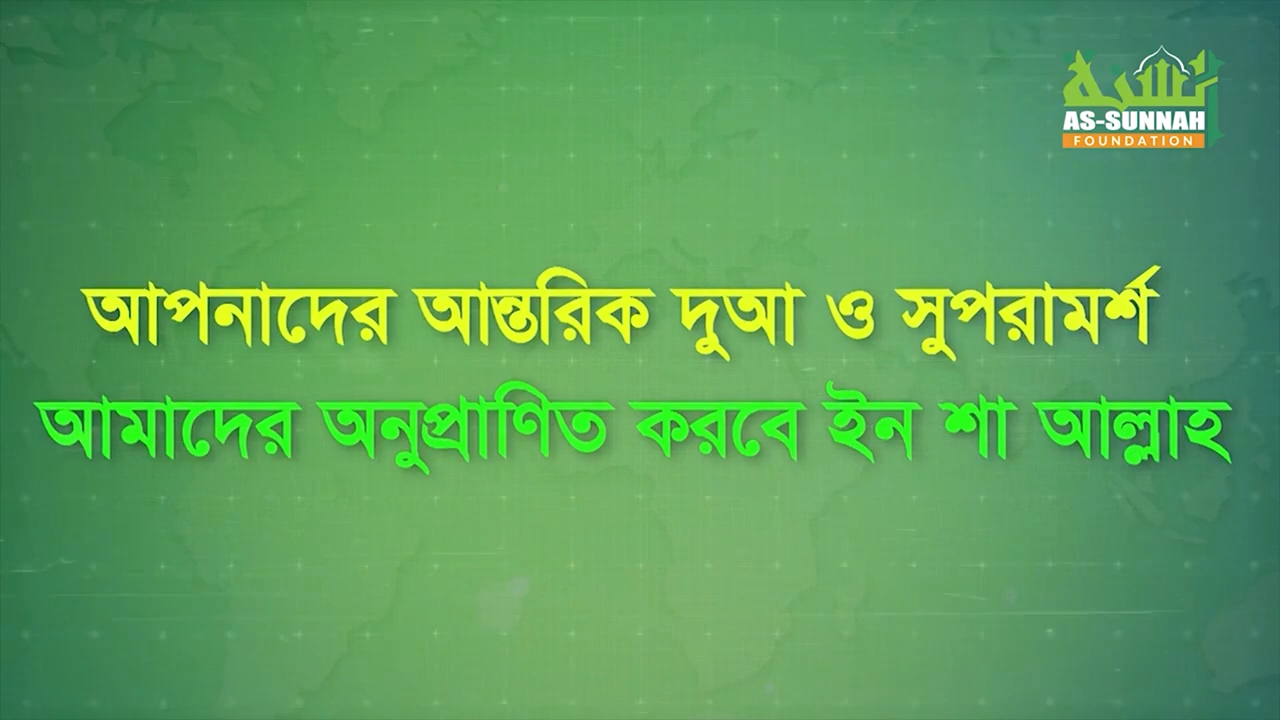 AS-SUNNAH
FOUNDATION
আপনাদের আন্তরিক দুআ ও সুপরামর্শ
আমাদের অনুপ্রাণিত করবে ইন শা আল্লাহ